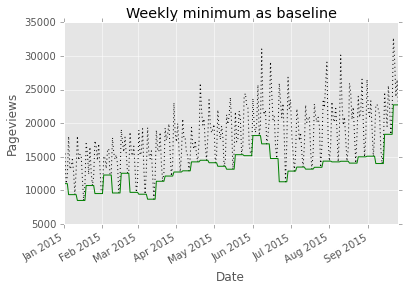 Weekly minimum as baseline
35000
30000
25000
20000
15000
10000
5000
Pageviews
Jan 2015
Feb 2015
Mar 2015
Apr 2015
May 2015
Jun 2015
Jul 2015
Aug 2015
Sep 2015
Date